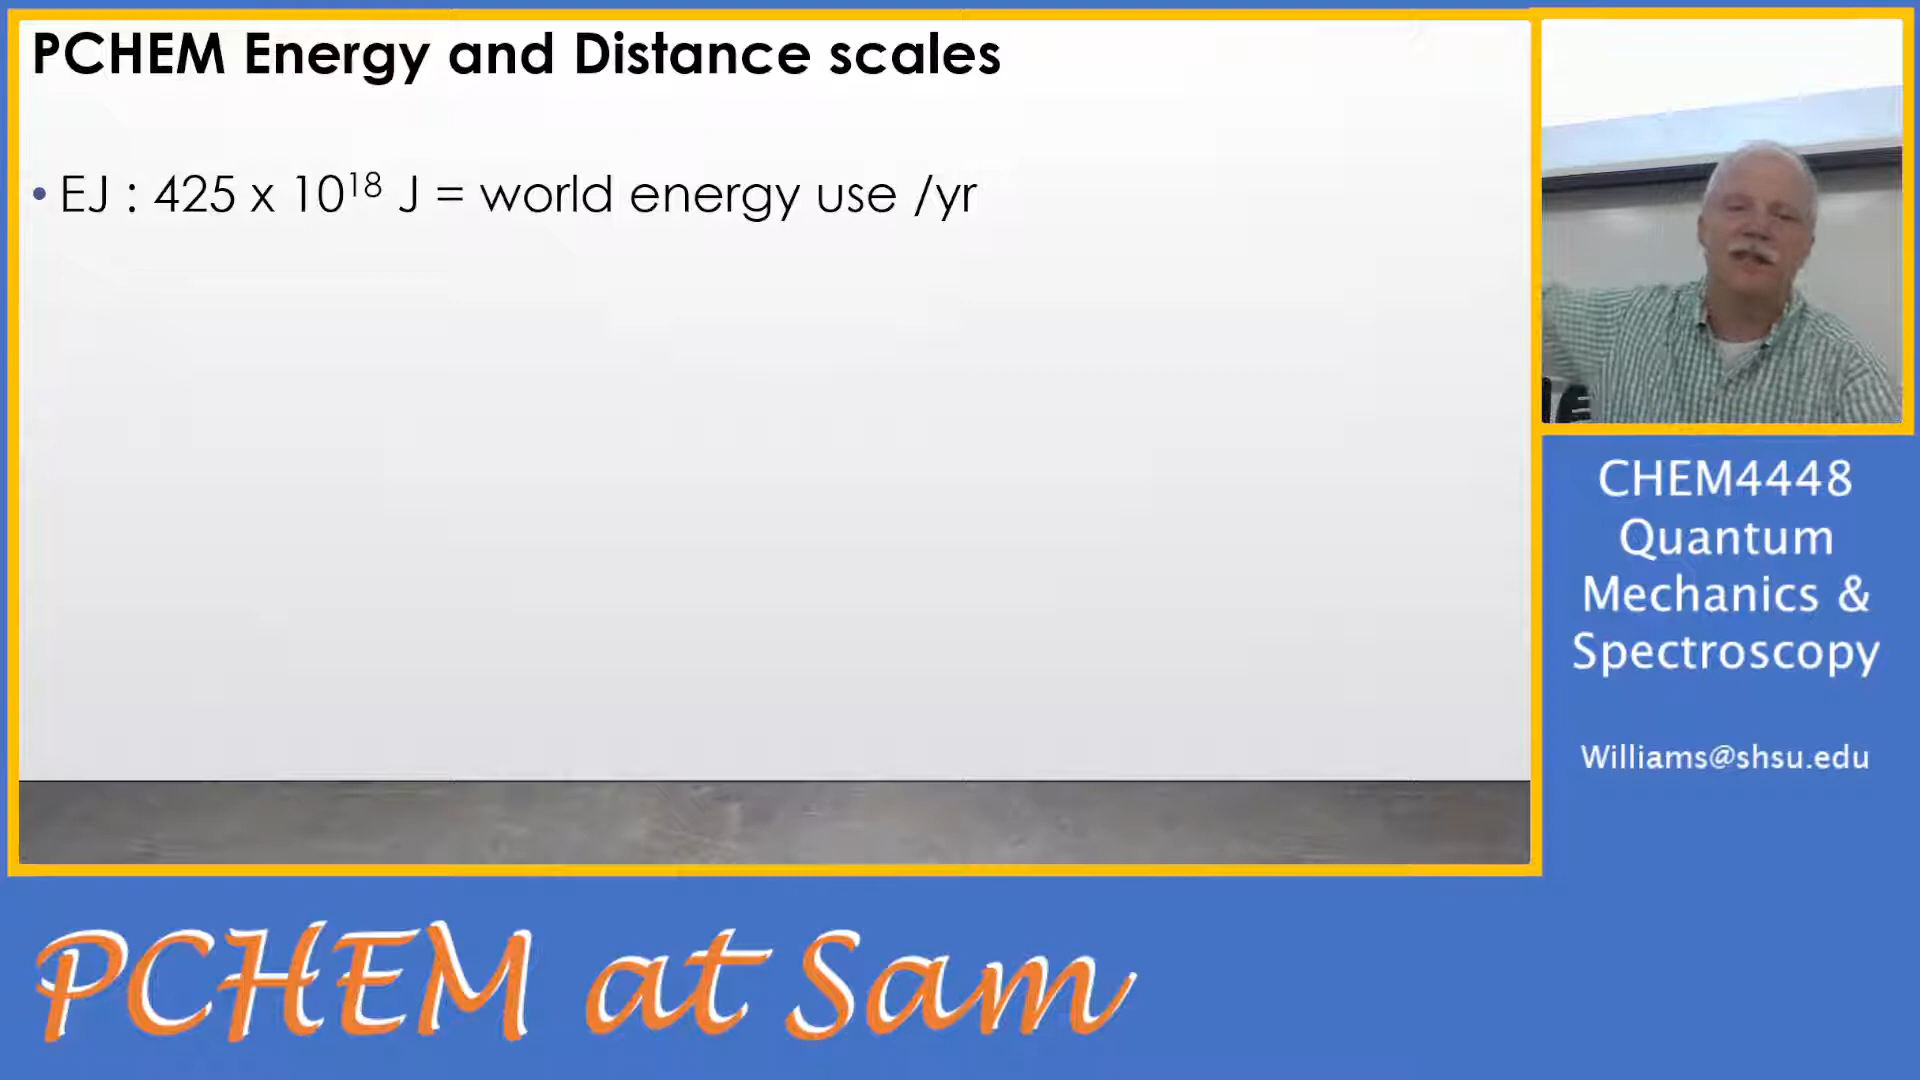 PCHEM Energy and Distance scales
• EJ : 425 x 10¹⁸ J = world energy use /yr
CHEM4448
Quantum
Mechanics &
Spectroscopy
Williams@shsu.edu
PCHEM at Sam